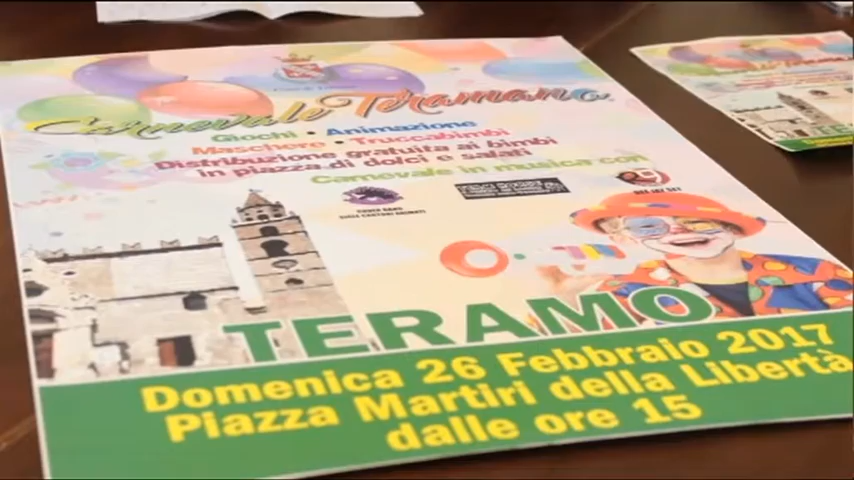 Carnevale Teramano
Giochi • Animazione
Maschere • Truccabimbi
Distribuzione gratuita ai bimbi
in piazza di dolci e salati
Carnevale in musica con
TERAMO
Domenica 26 Febbraio 2017
Piazza Martiri della Libertà
dalle ore 15